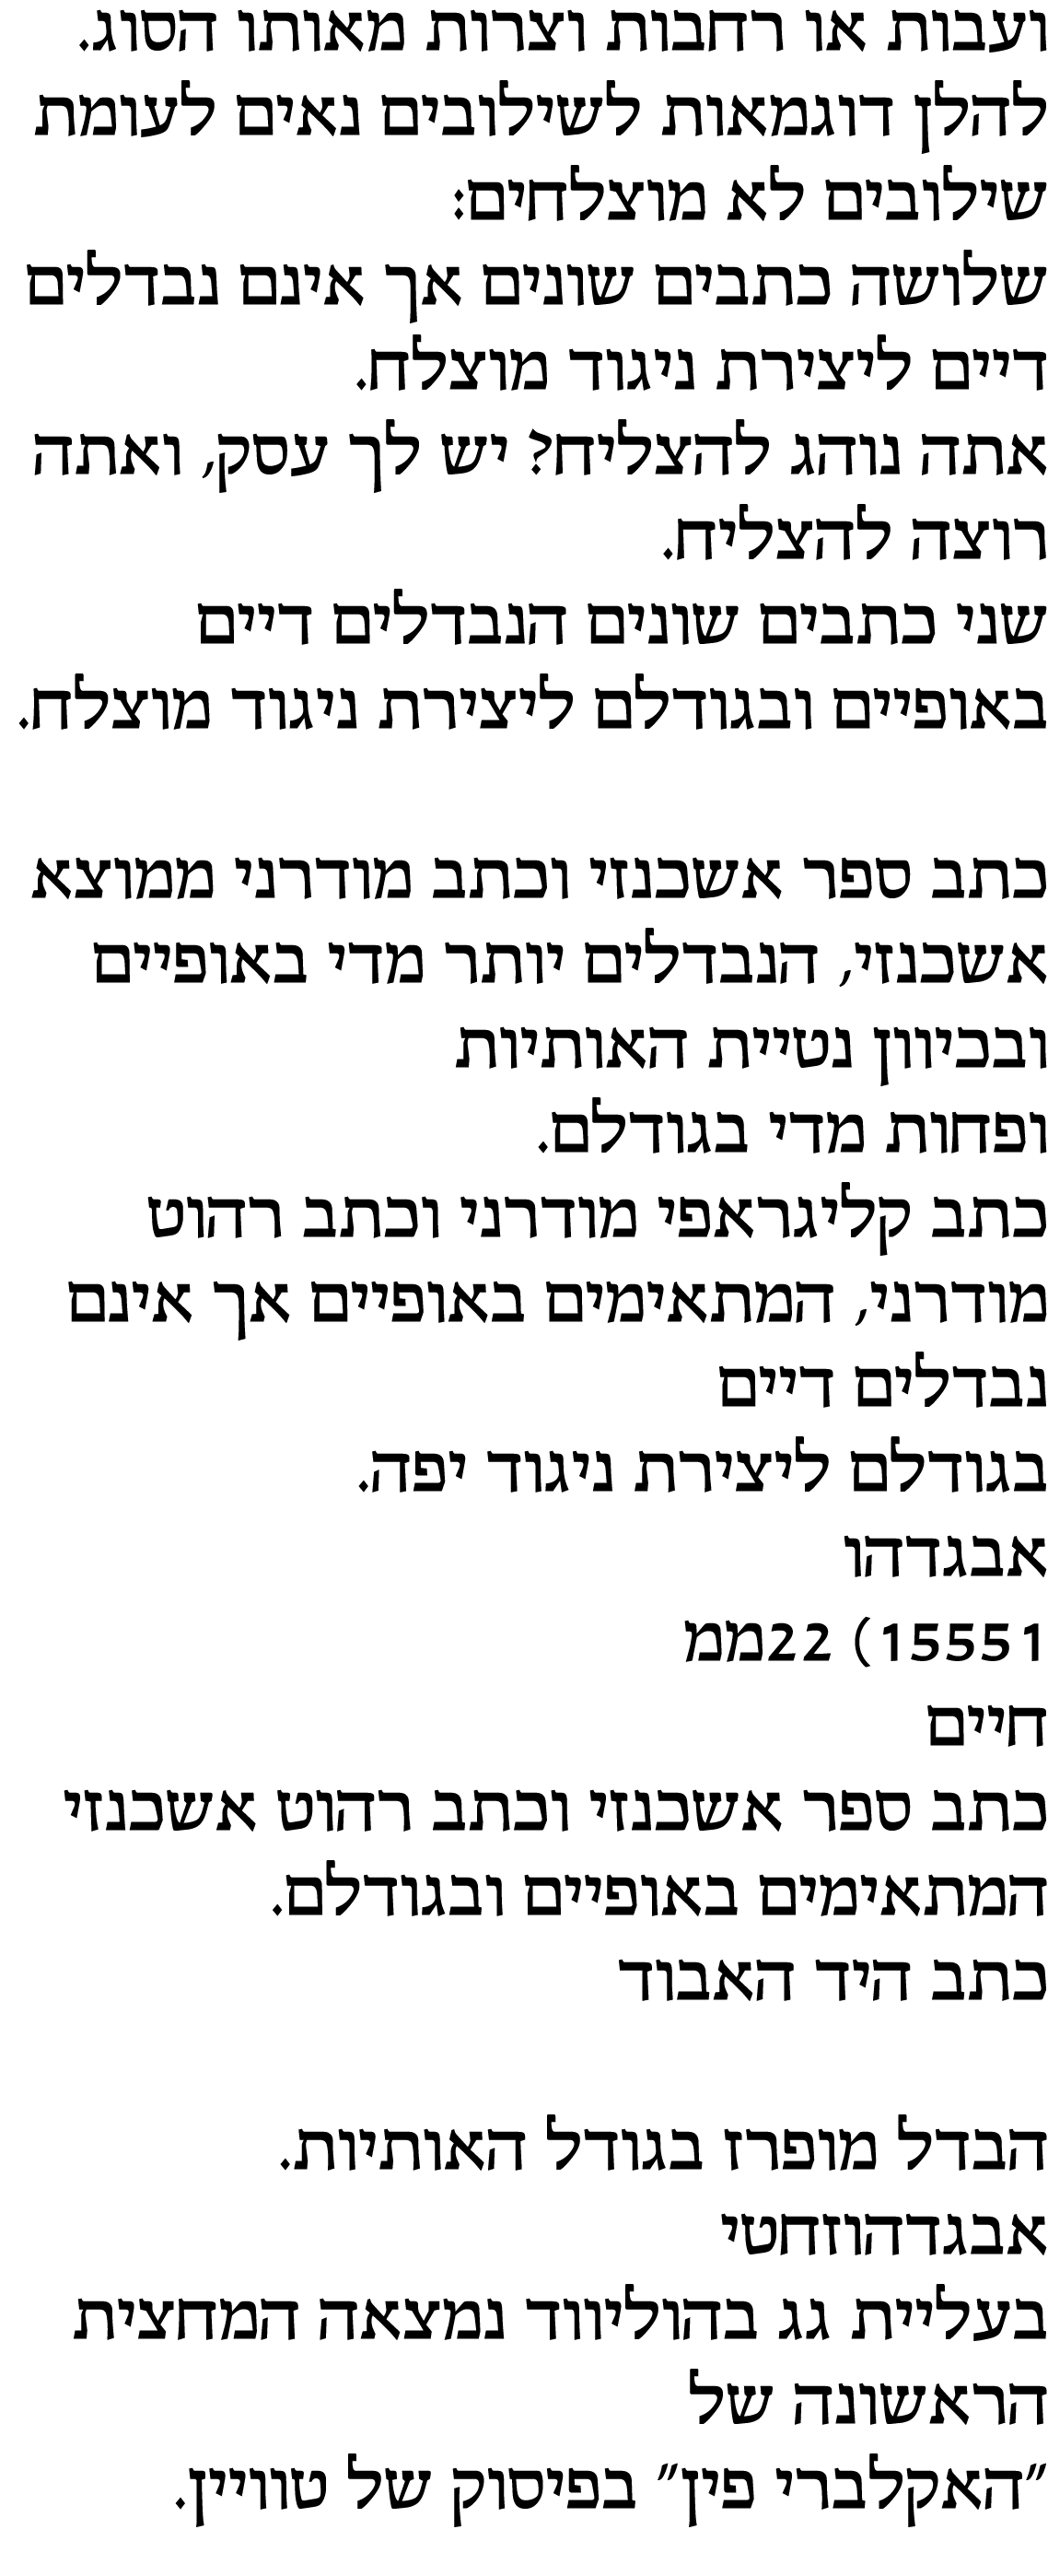 ועבות או רחבות וצרות מאותו הסוג.
להלן דוגמאות לשילובים נאים לעומת
שילובים לא מוצלחים:
שלושה כתבים שונים אך אינם נבדלים
דיים ליצירת ניגוד מוצלח.
אתה נוהג להצליח? יש לך עסק, ואתה
רוצה להצליח.
שני כתבים שונים הנבדלים דיים
באופיים ובגודלם ליצירת ניגוד מוצלח.
כתב ספר אשכנזי וכתב מודרני ממוצא
אשכנזי, הנבדלים יותר מדי באופיים
ובכיוון נטיית האותיות
ופחות מדי בגודלם.
כתב קליגראפי מודרני וכתב רהוט
מודרני, המתאימים באופיים אך אינם
נבדלים דיים
בגודלם ליצירת ניגוד יפה.
אבגדהו
15551) 22ממ
חיים
כתב ספר אשכנזי וכתב רהוט אשכנזי
המתאימים באופיים ובגודלם.
כתב היד האבוד
הבדל מופרז בגודל האותיות.
אבגדהוזחטי
בעליית גג בהוליווד נמצאה המחצית
הראשונה של
"האקלברי פין" בפיסוק של טוויין.